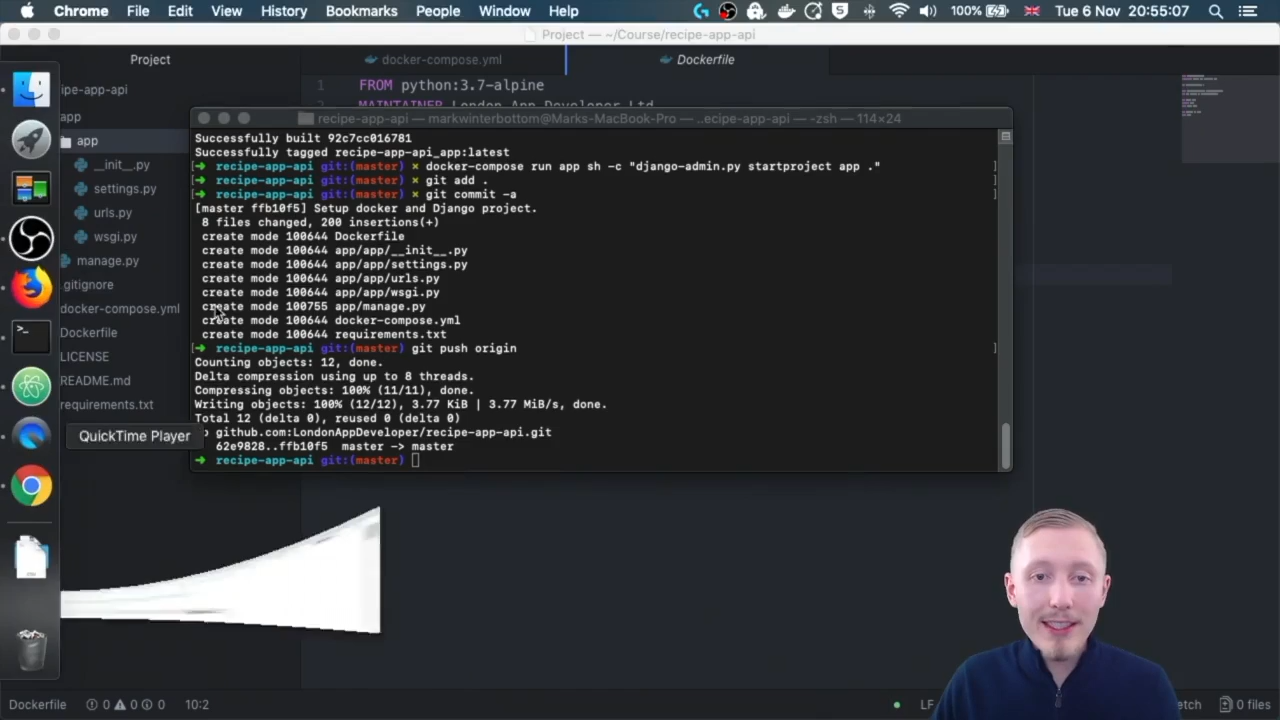 Chrome File Edit View History Bookmarks People Window Help 100% Tue 6 Nov 20:55:07
Project — ~/Course/recipe-app-api
Project
docker-compose.yml
Dockerfile
ipe-app-api
app
app
__init__.py
settings.py
urls.py
wsgi.py
manage.py
.gitignore
docker-compose.yml
Dockerfile
LICENSE
README.md
requirements.txt
QuickTime Player
1 FROM python:3.7-alpine
2 MAINTAINER London App Developer Ltd
recipe-app-api — markwinterbottom@Marks-MacBook-Pro — ..ecipe-app-api — -zsh — 114×24
Successfully built 92c7cc016781
Successfully tagged recipe-app-api_app:latest
➜ recipe-app-api git:(master) × docker-compose run app sh -c "django-admin.py startproject app ."
➜ recipe-app-api git:(master) × git add .
➜ recipe-app-api git:(master) × git commit -a
[master ffb10f5] Setup docker and Django project.
8 files changed, 200 insertions(+)
create mode 100644 Dockerfile
create mode 100644 app/app/__init__.py
create mode 100644 app/app/settings.py
create mode 100644 app/app/urls.py
create mode 100644 app/app/wsgi.py
create mode 100755 app/manage.py
create mode 100644 docker-compose.yml
create mode 100644 requirements.txt
➜ recipe-app-api git:(master) git push origin
Counting objects: 12, done.
Delta compression using up to 8 threads.
Compressing objects: 100% (11/11), done.
Writing objects: 100% (12/12), 3.77 KiB | 3.77 MiB/s, done.
Total 12 (delta 0), reused 0 (delta 0)
github.com:LondonAppDeveloper/recipe-app-api.git
62e9828..ffb10f5 master -> master
➜ recipe-app-api git:(master)
Dockerfile 0 0 0 10:2 LF etch 0 files